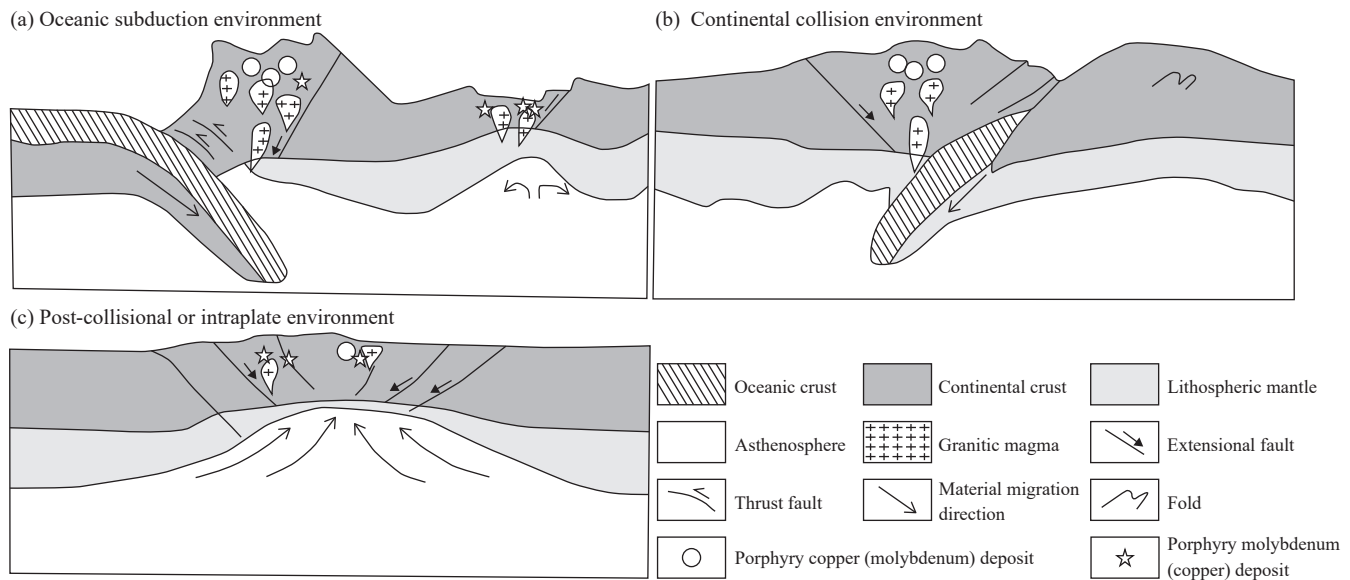 (a) Oceanic subduction environment
(b) Continental collision environment
(c) Post-collisional or intraplate environment
Oceanic crust
Continental crust
Lithospheric mantle
Asthenosphere
Granitic magma
Extensional fault
Thrust fault
Material migration
direction
Fold
Porphyry copper (molybdenum) deposit
Porphyry molybdenum
(copper) deposit